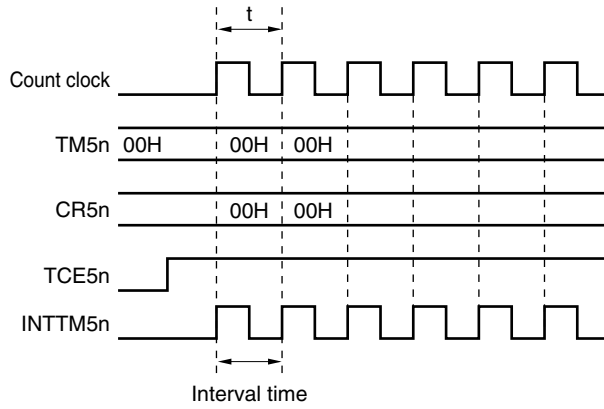 t
Count clock
TM5n 00H 00H 00H
CR5n 00H 00H
TCE5n
INTTM5n
Interval time